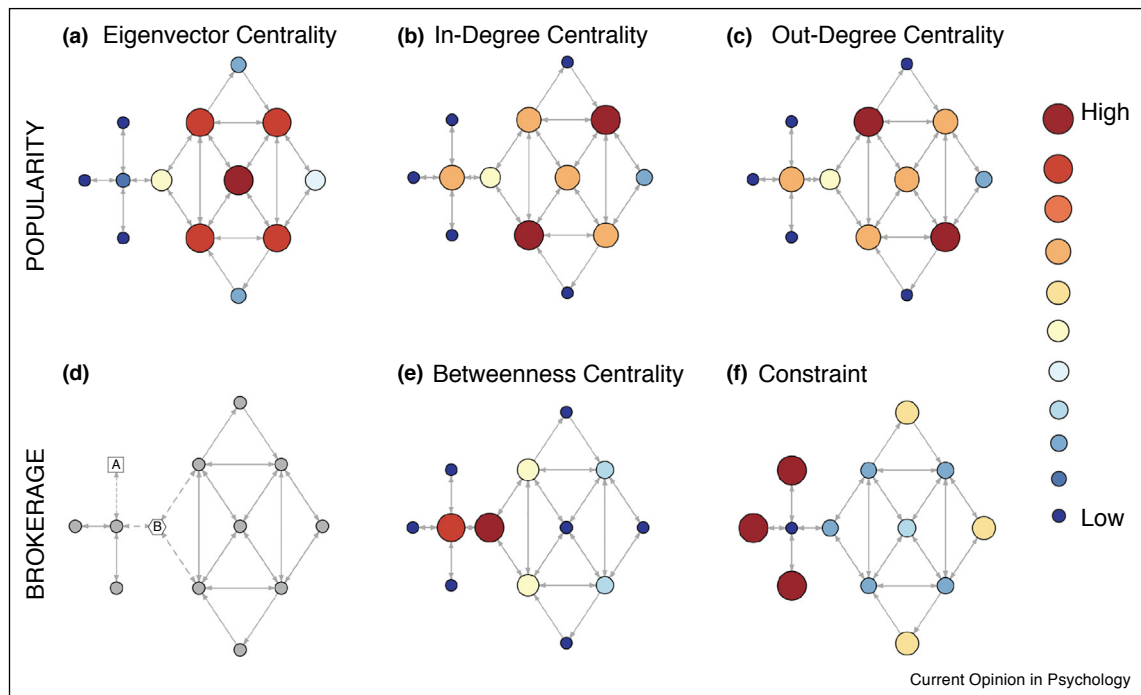 (a) Eigenvector Centrality
(b) In-Degree Centrality
(c) Out-Degree Centrality
POPULARITY
High
(d)
(e) Betweenness Centrality
(f) Constraint
BROKERAGE
A
B
Low
Current Opinion in Psychology